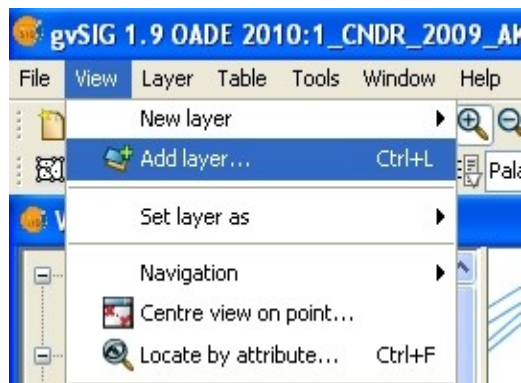 gvSIG 1.9 OADE 2010:1_CNDR_2009_AK
File View Layer Table Tools Window Help
New layer
Add layer... Ctrl+L
Pala
Set layer as
V
Navigation
Centre view on point...
Locate by attribute... Ctrl+F